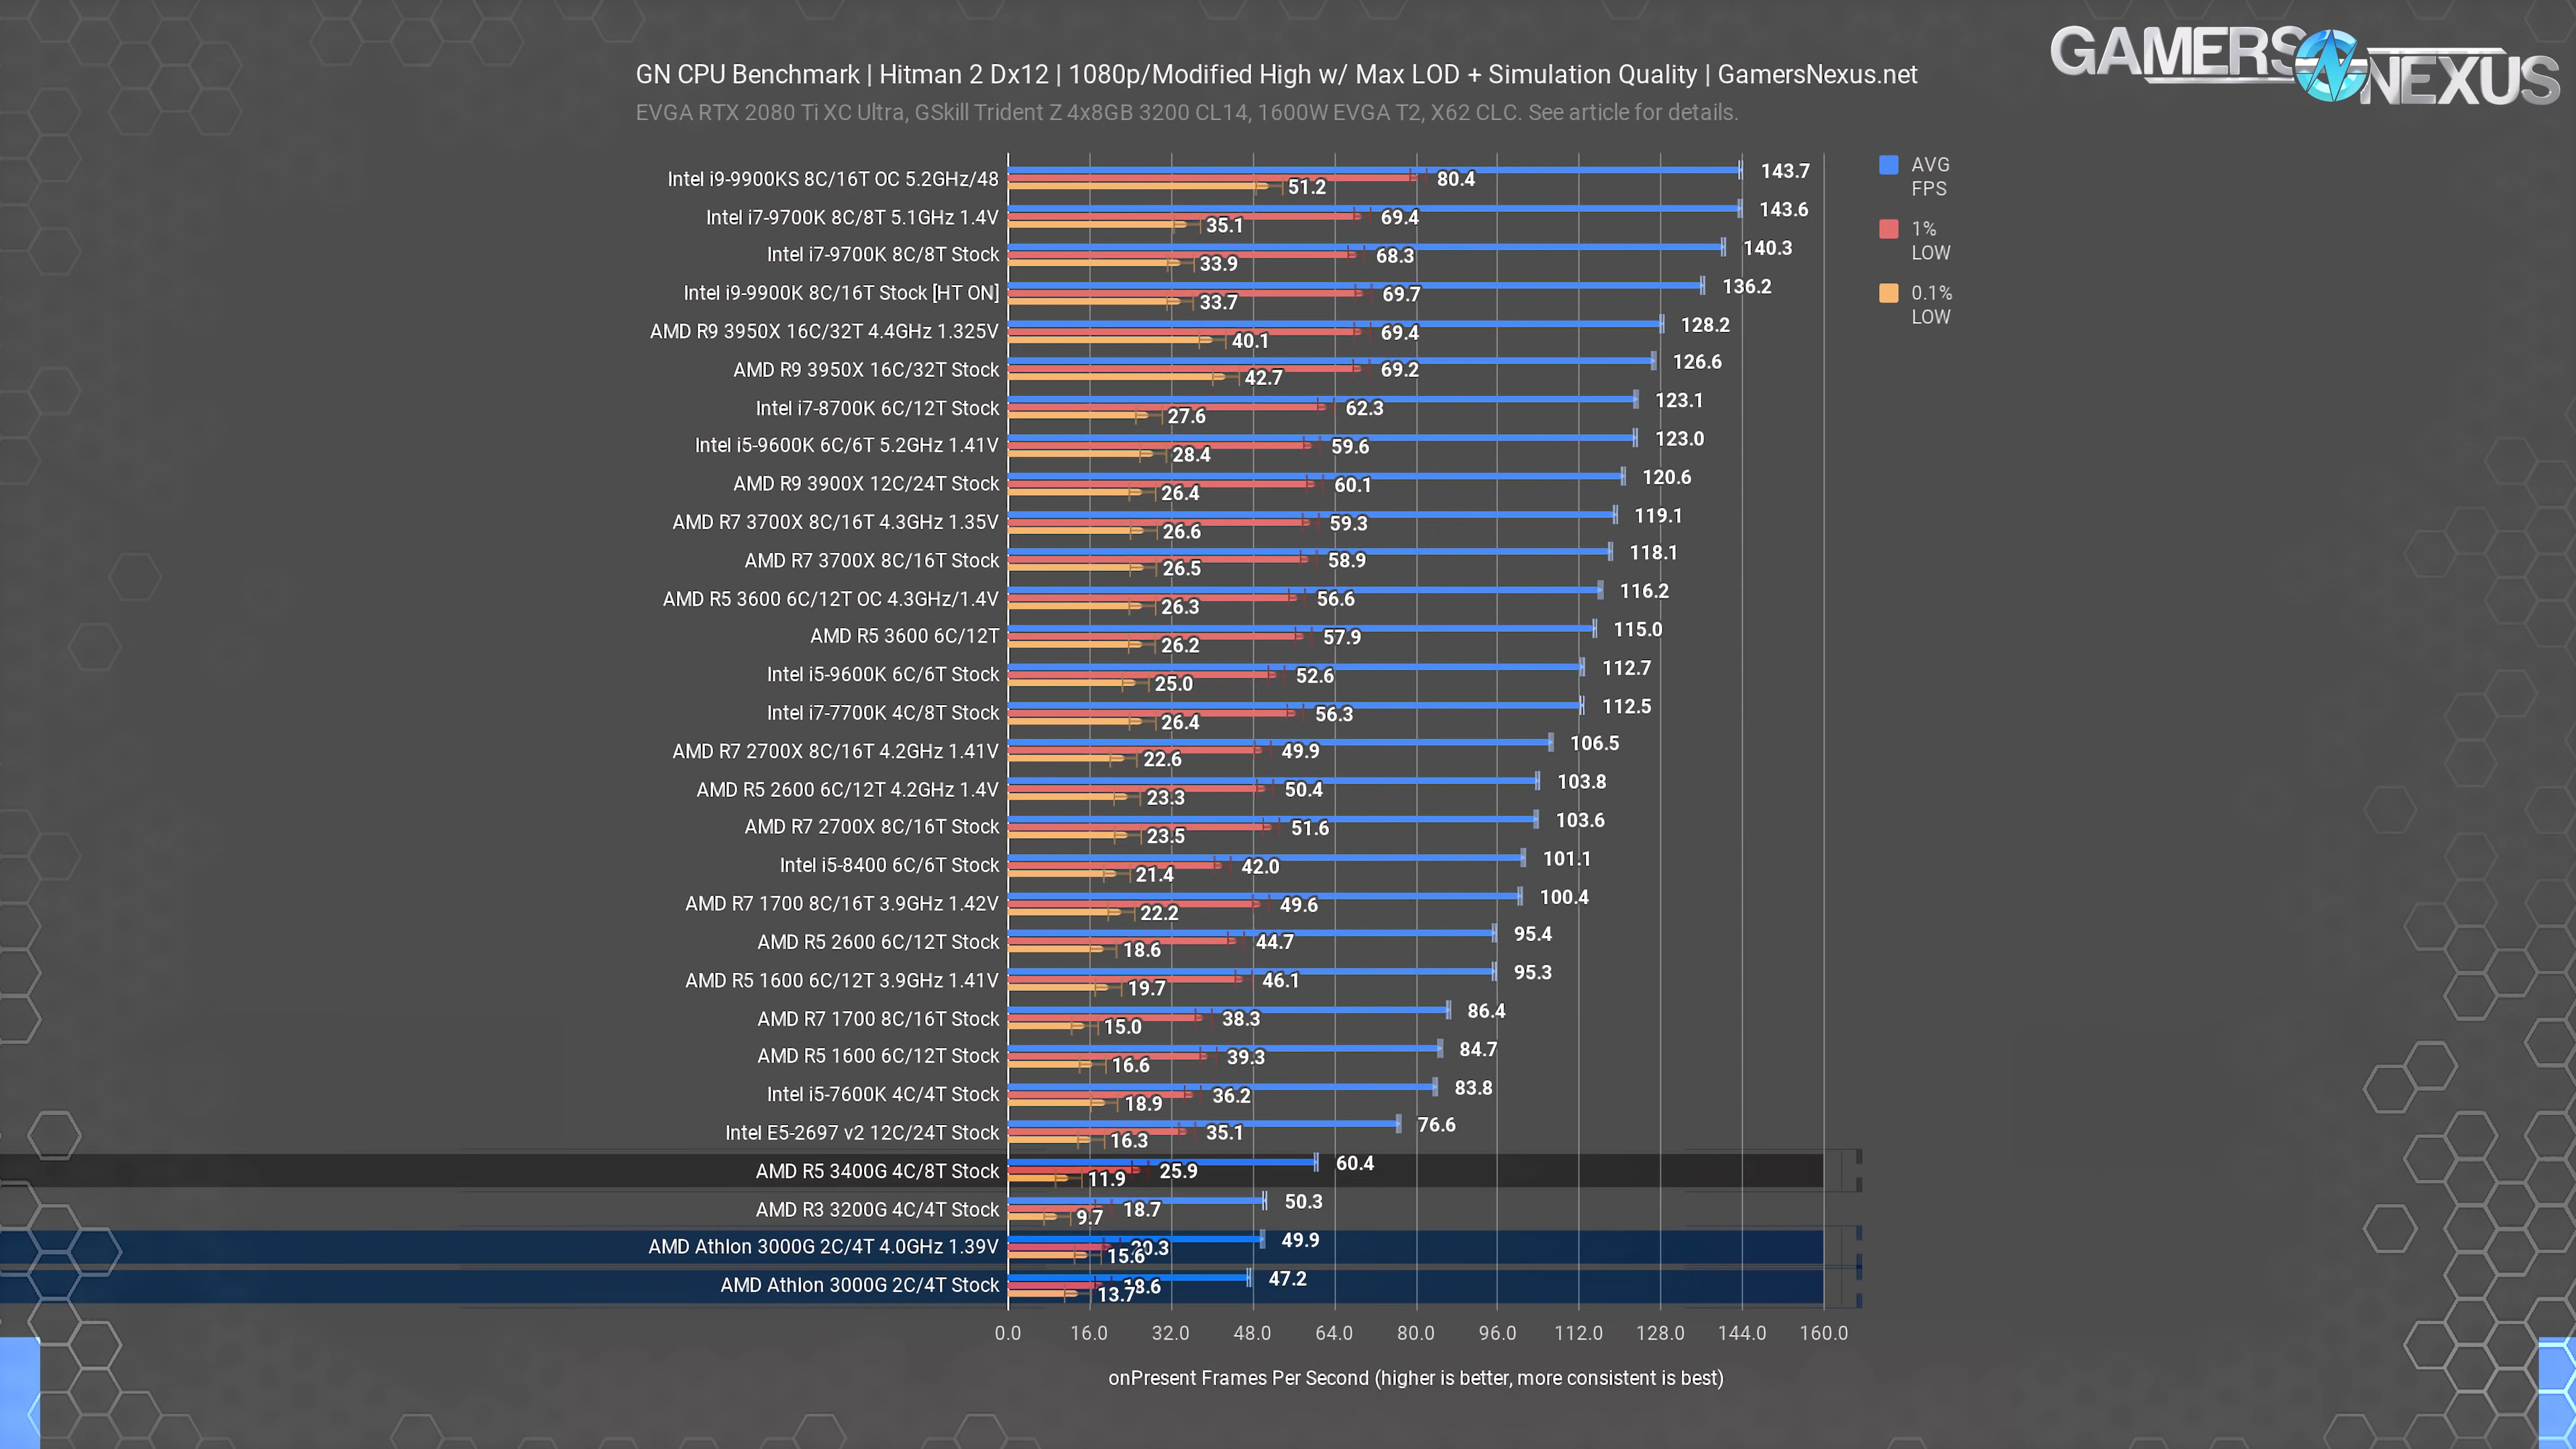 GAMERS NEXUS
GN CPU Benchmark | Hitman 2 Dx12 | 1080p/Modified High w/ Max LOD + Simulation Quality | GamersNexus.net
EVGA RTX 2080 Ti XC Ultra, GSkill Trident Z 4x8GB 3200 CL14, 1600W EVGA T2, X62 CLC. See article for details.
AVG
FPS
1%
LOW
0.1%
LOW
Intel i9-9900KS 8C/16T OC 5.2GHz/48 143.7 80.4 51.2
Intel i7-9700K 8C/8T 5.1GHz 1.4V 143.6 69.4 35.1
Intel i7-9700K 8C/8T Stock 140.3 68.3 33.9
Intel i9-9900K 8C/16T Stock [HT ON] 136.2 69.7 33.7
AMD R9 3950X 16C/32T 4.4GHz 1.325V 128.2 69.4 40.1
AMD R9 3950X 16C/32T Stock 126.6 69.2 42.7
Intel i7-8700K 6C/12T Stock 123.1 62.3 27.6
Intel i5-9600K 6C/6T 5.2GHz 1.41V 123.0 59.6 28.4
AMD R9 3900X 12C/24T Stock 120.6 60.1 26.4
AMD R7 3700X 8C/16T 4.3GHz 1.35V 119.1 59.3 26.6
AMD R7 3700X 8C/16T Stock 118.1 58.9 26.5
AMD R5 3600 6C/12T OC 4.3GHz/1.4V 116.2 56.6 26.3
AMD R5 3600 6C/12T 115.0 57.9 26.2
Intel i5-9600K 6C/6T Stock 112.7 52.6 25.0
Intel i7-7700K 4C/8T Stock 112.5 56.3 26.4
AMD R7 2700X 8C/16T 4.2GHz 1.41V 106.5 49.9 22.6
AMD R5 2600 6C/12T 4.2GHz 1.4V 103.8 50.4 23.3
AMD R7 2700X 8C/16T Stock 103.6 51.6 23.5
Intel i5-8400 6C/6T Stock 101.1 42.0 21.4
AMD R7 1700 8C/16T 3.9GHz 1.42V 100.4 49.6 22.2
AMD R5 2600 6C/12T Stock 95.4 44.7 18.6
AMD R5 1600 6C/12T 3.9GHz 1.41V 95.3 46.1 19.7
AMD R7 1700 8C/16T Stock 86.4 38.3 15.0
AMD R5 1600 6C/12T Stock 84.7 39.3 16.6
Intel i5-7600K 4C/4T Stock 83.8 36.2 18.9
Intel E5-2697 v2 12C/24T Stock 76.6 35.1 16.3
AMD R5 3400G 4C/8T Stock 60.4 25.9 11.9
AMD R3 3200G 4C/4T Stock 50.3 18.7 9.7
AMD Athlon 3000G 2C/4T 4.0GHz 1.39V 49.9 20.3 15.6
AMD Athlon 3000G 2C/4T Stock 47.2 18.6 13.7
0.0 16.0 32.0 48.0 64.0 80.0 96.0 112.0 128.0 144.0 160.0
onPresent Frames Per Second (higher is better, more consistent is best)